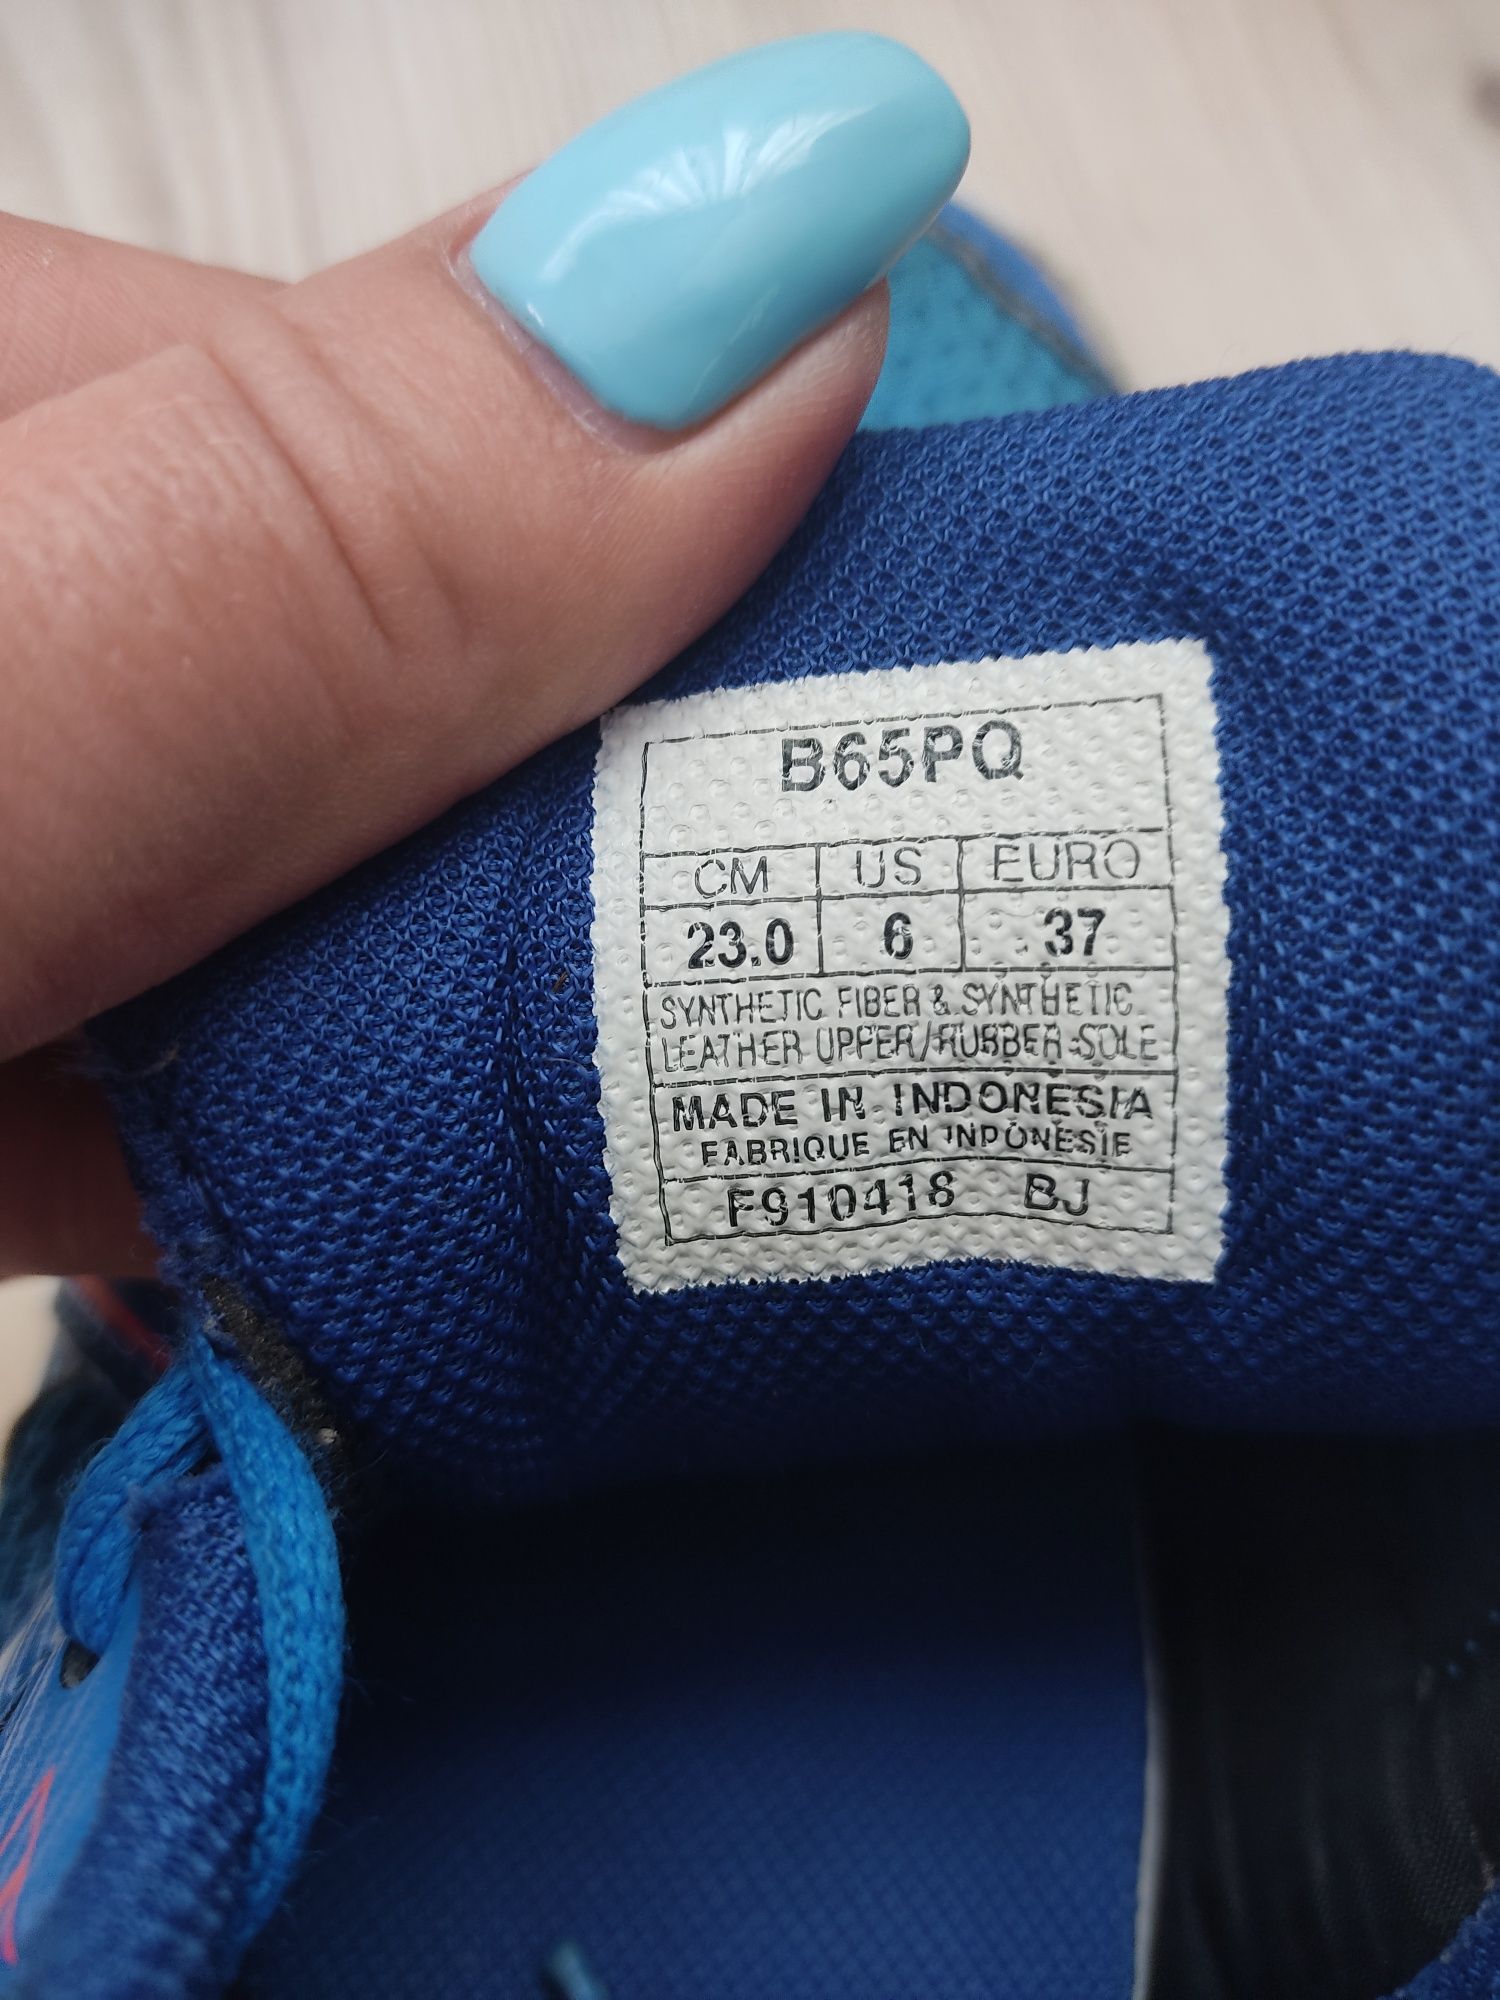 B65PQ
CM US EURO
23.0 6 37
SYNTHETIC FIBER & SYNTHETIC
LEATHER UPPER/RUBBER SOLE
MADE IN INDONESIA
FABRIQUE EN INDONESIE
F910418 BJ